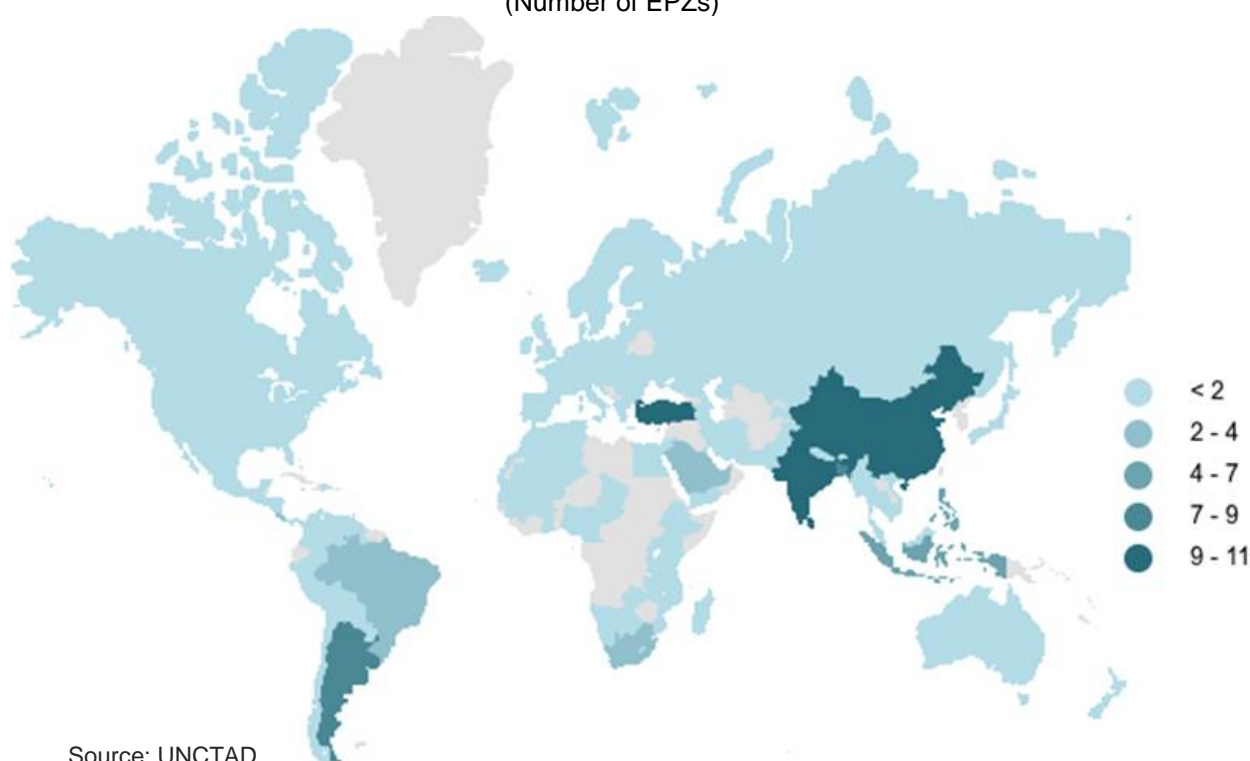 (Number of EPZs)
< 2
2 - 4
4 - 7
7 - 9
9 - 11
Source: UNCTAD